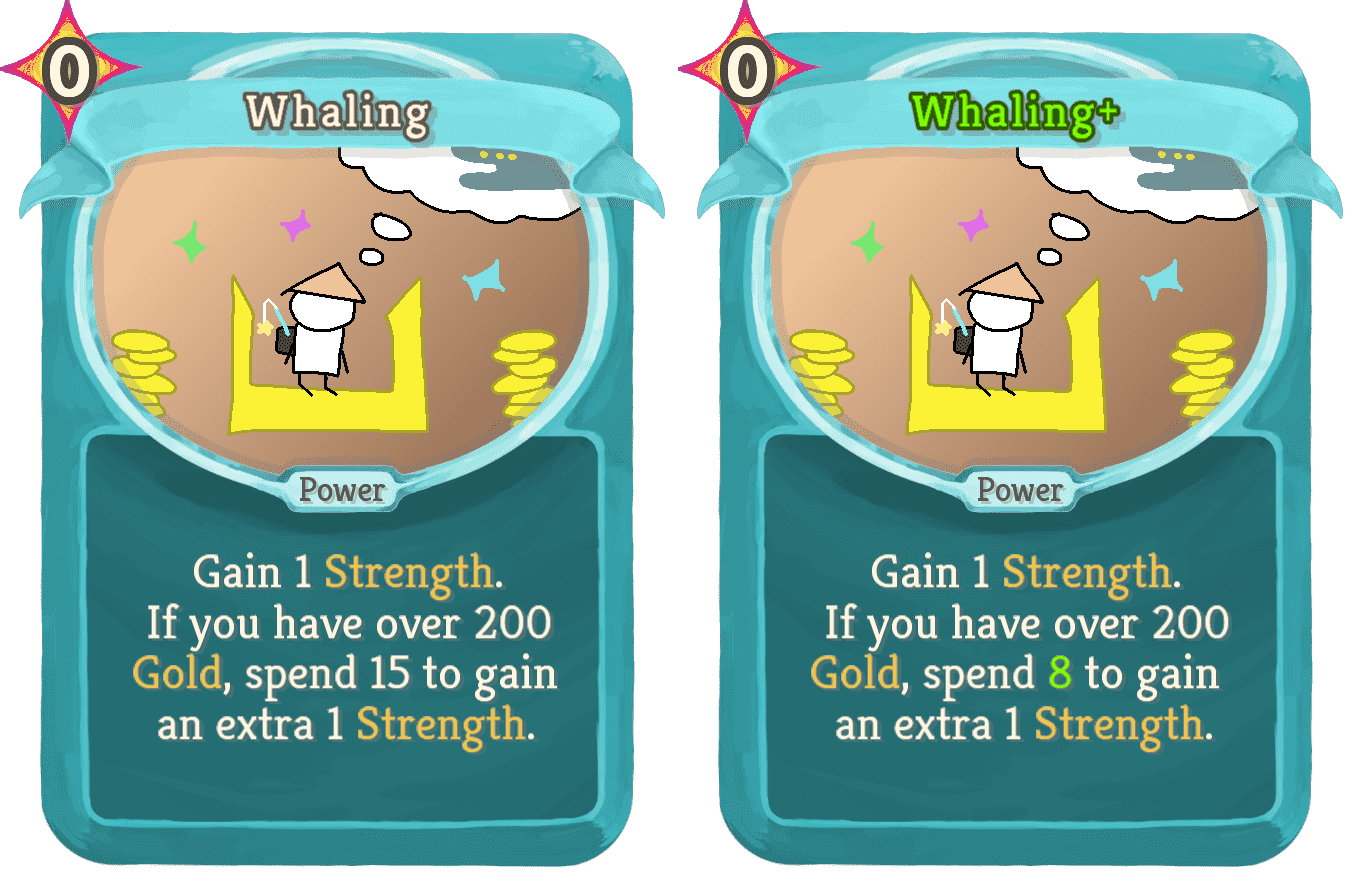 0
Whaling
Power
Gain 1 Strength.
If you have over 200
Gold, spend 15 to gain
an extra 1 Strength.
0
Whaling+
Power
Gain 1 Strength.
If you have over 200
Gold, spend 8 to gain
an extra 1 Strength.